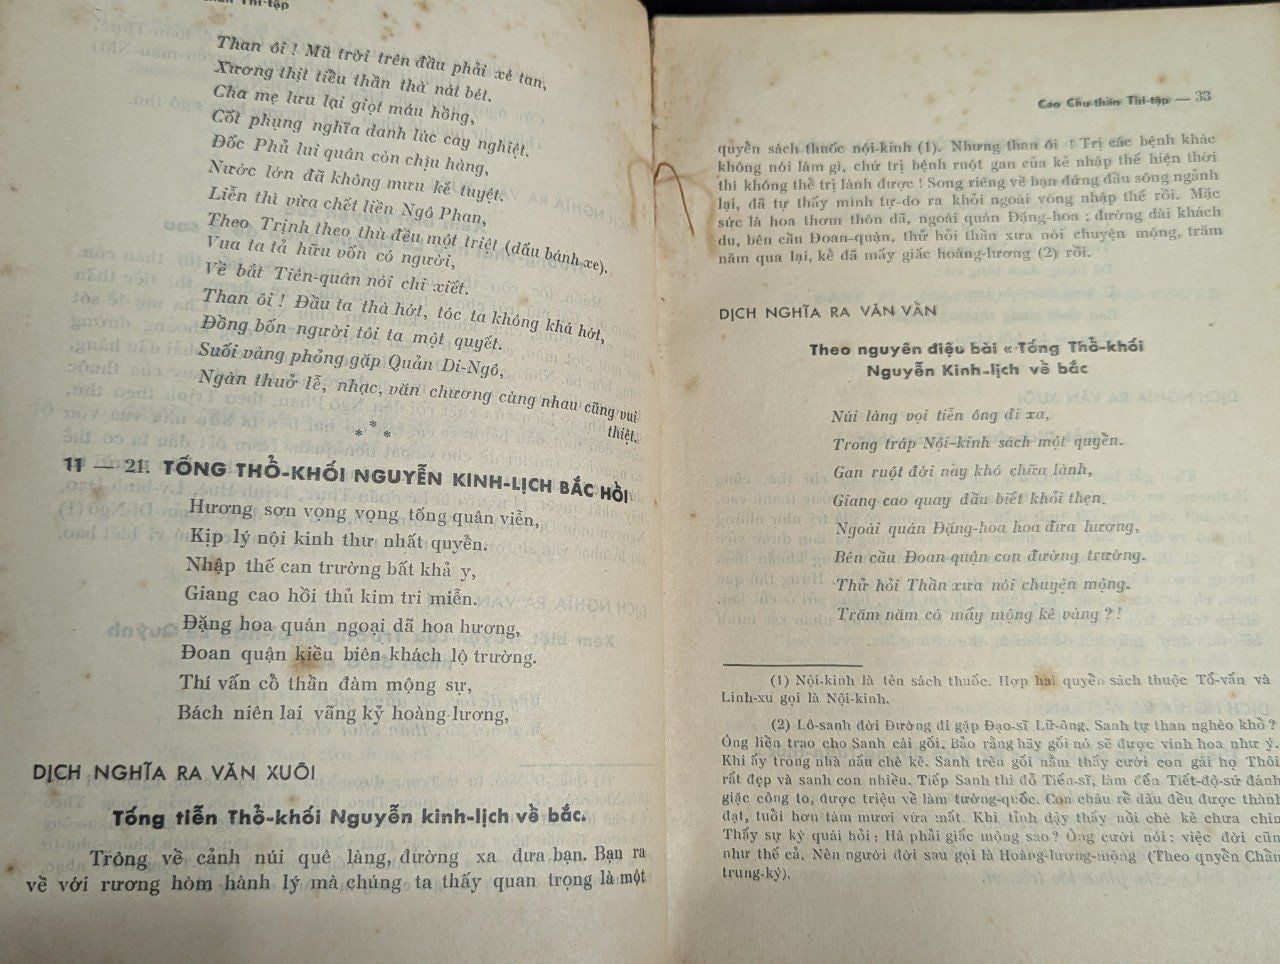 Thi-tập
Than ôi ! Mũ trời trên đầu phải xẻ tan,
Xương thịt tiều thần thà nát bét.
Cha mẹ lưu lại giọt máu hồng,
Cốt phụng nghĩa danh lúc cay nghiệt.
Đốc Phủ lui quân còn chịu hàng,
Nước lớn đã không mưu kế tuyệt.
Liễn thì vừa chết liền Ngô Phan,
Theo Trịnh theo thù đều một triệt (dấu bánh xe).
Vua ta tả hữu vốn có người,
Về bắt Tiên-quân nói chi xiết.
Than ôi ! Đầu ta thà hớt, tóc ta không khá hớt,
Đồng bốn người tôi ta một quyết.
Suối vàng phỏng gặp Quản Di-Ngô,
Ngàn thuở lễ, nhạc, văn chương cùng nhau cũng vui
thiệt.
* * *
11 — 21. TỐNG THỔ-KHỐI NGUYỄN KINH-LỊCH BẮC HỒI
Hương sơn vọng vọng tống quân viễn,
Kịp lý nội kinh thư nhất quyền.
Nhập thế can trường bất khả y,
Giang cao hồi thủ kim tri miễn.
Đặng hoa quán ngoại dã hoa hương,
Đoan quận kiều biên khách lộ trường.
Thí vấn cổ thần đàm mộng sự,
Bách niên lai vãng kỷ hoàng-lương,
DỊCH NGHĨA RA VĂN XUÔI
Tống tiễn Thổ-khối Nguyễn kinh-lịch về bắc.
Trông về cảnh núi quê làng, đường xa đưa bạn. Bạn ra
về với rương hòm hành lý mà chúng ta thấy quan trọng là một
Cao Chu-thần Thi-tập — 33
quyền sách thuốc nội-kinh (1). Nhưng than ôi ! Trị các bệnh khác
không nói làm gì, chứ trị bệnh ruột gan của kẻ nhập thế hiện thời
thì không thể trị lành được ! Song riêng về bạn đứng đầu sông ngảnh
lại, đã tự thấy mình tự-do ra khỏi ngoài vòng nhập thế rồi. Mặc
sức là hoa thơm thôn dã, ngoài quán Đặng-hoa ; đường dài khách
du, bên cầu Đoan-quận, thử hỏi thần xưa nói chuyện mộng, trăm
năm qua lại, kể đã mấy giấc hoàng-lương (2) rồi.
DỊCH NGHĨA RA VĂN VẦN
Theo nguyên điệu bài « Tống Thổ-khối
Nguyễn Kinh-lịch về bắc
Núi làng vọi tiễn ông đi xa,
Trong tráp Nội-kinh sách một quyền.
Gan ruột đời này khó chữa lành,
Giang cao quay đầu biết khỏi thẹn.
Ngoài quán Đặng-hoa hoa đưa hương,
Bên cầu Đoan-quận con đường trường.
Thử hỏi Thần xưa nói chuyện mộng.
Trăm năm có mấy mộng kê vàng ?!
(1) Nội-kinh là tên sách thuốc. Hợp hai quyền sách thuộc Tố-vấn và
Linh-xu gọi là Nội-kinh.
(2) Lô-sanh đời Đường đi gặp Đạo-sĩ Lữ-ông. Sanh tự than nghèo khổ ?
Ông liền trao cho Sanh cái gối. Bảo rằng hãy gối nó sẽ được vinh hoa như ý.
Khi ấy trong nhà nấu chè kê. Sanh trên gối nằm thấy cười con gái họ Thôi
rất đẹp và sanh con nhiều. Tiếp Sanh thi đỗ Tiến-sĩ, làm đến Tiết-độ-sứ đánh
giặc công to, được triệu về làm tường-quốc. Con cháu rể dâu đều được thành
đạt, tuổi hơn tám mươi vừa mất. Khi tỉnh dậy thấy nồi chè kê chưa chín
Thấy sự kỳ quái hỏi : Há phải giấc mộng sao ? Ông cười nói : việc đời cũn
như thế cả. Nên người đời sau gọi là Hoàng-lương-mộng (Theo quyền Chầm
trung-ký).